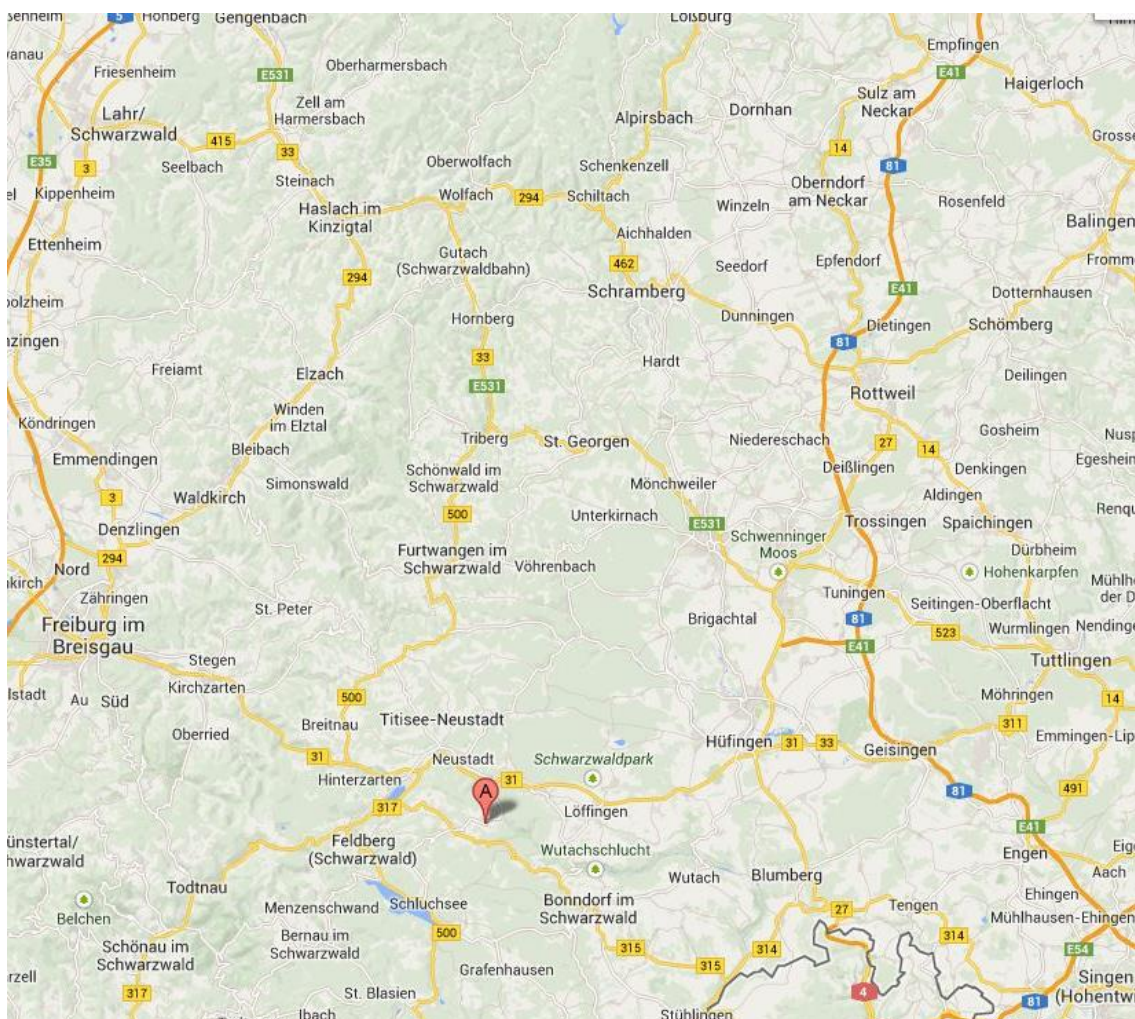 5
Honberg
Gengenbach
Loßburg
Empfingen
E41
Friesenheim
E531
Oberharmersbach
Haigerloch
Zell am
Harmersbach
Sulz am
Neckar
Dornhan
Lahr/
Schwarzwald
Alpirsbach
415
14
33
E35
3
Seelbach
Oberwolfach
Schenkenzell
81
Steinach
Kippenheim
Wolfach
294
Schiltach
Oberndorf
am Neckar
Winzeln
Rosenfeld
Haslach im
Kinzigtal
Balingen
Aichhalden
Ettenheim
Gutach
(Schwarzwaldbahn)
462
Seedorf
Epfendorf
294
E41
Schramberg
Dotternhausen
Hornberg
Dunningen
Dietingen
Schömberg
81
33
Hardt
Freiamt
Elzach
Deilingen
E531
Rottweil
Winden
im Elztal
Köndringen
Gosheim
Triberg
St. Georgen
Niedereschach
27
14
Bleibach
Emmendingen
Schönwald im
Schwarzwald
Deißlingen
Denkingen
Simonswald
Mönchweiler
3
Waldkirch
Aldingen
500
Unterkirnach
E531
Trossingen
Spaichingen
Denzlingen
Schwenninger
Moos
Furtwangen im
Schwarzwald
Dürbheim
294
Nord
Vöhrenbach
Hohenkarpfen
Zähringen
Tuningen
St. Peter
Seitingen-Oberflacht
Freiburg im
Breisgau
Brigachtal
81
523
Wurmlingen
E41
Stegen
Tuttlingen
Kirchzarten
Au
Süd
500
Möhringen
14
Titisee-Neustadt
Breitnau
Oberried
311
Hüfingen
31
33
Geisingen
31
Neustadt
Schwarzwaldpark
Hinterzarten
31
A
81
491
317
Löffingen
E41
Feldberg
(Schwarzwald)
Wutachschlucht
Engen
Todtnau
Wutach
Blumberg
Aach
Belchen
Menzenschwand
Schluchsee
Bonndorf im
Schwarzwald
Ehingen
27
Tengen
Mühlhausen-Ehingen
Bernau im
Schwarzwald
500
Schönau im
Schwarzwald
315
314
314
E54
Grafenhausen
315
317
St. Blasien
4
Singen
(Hohentw
81
Ibach
Stühlingen